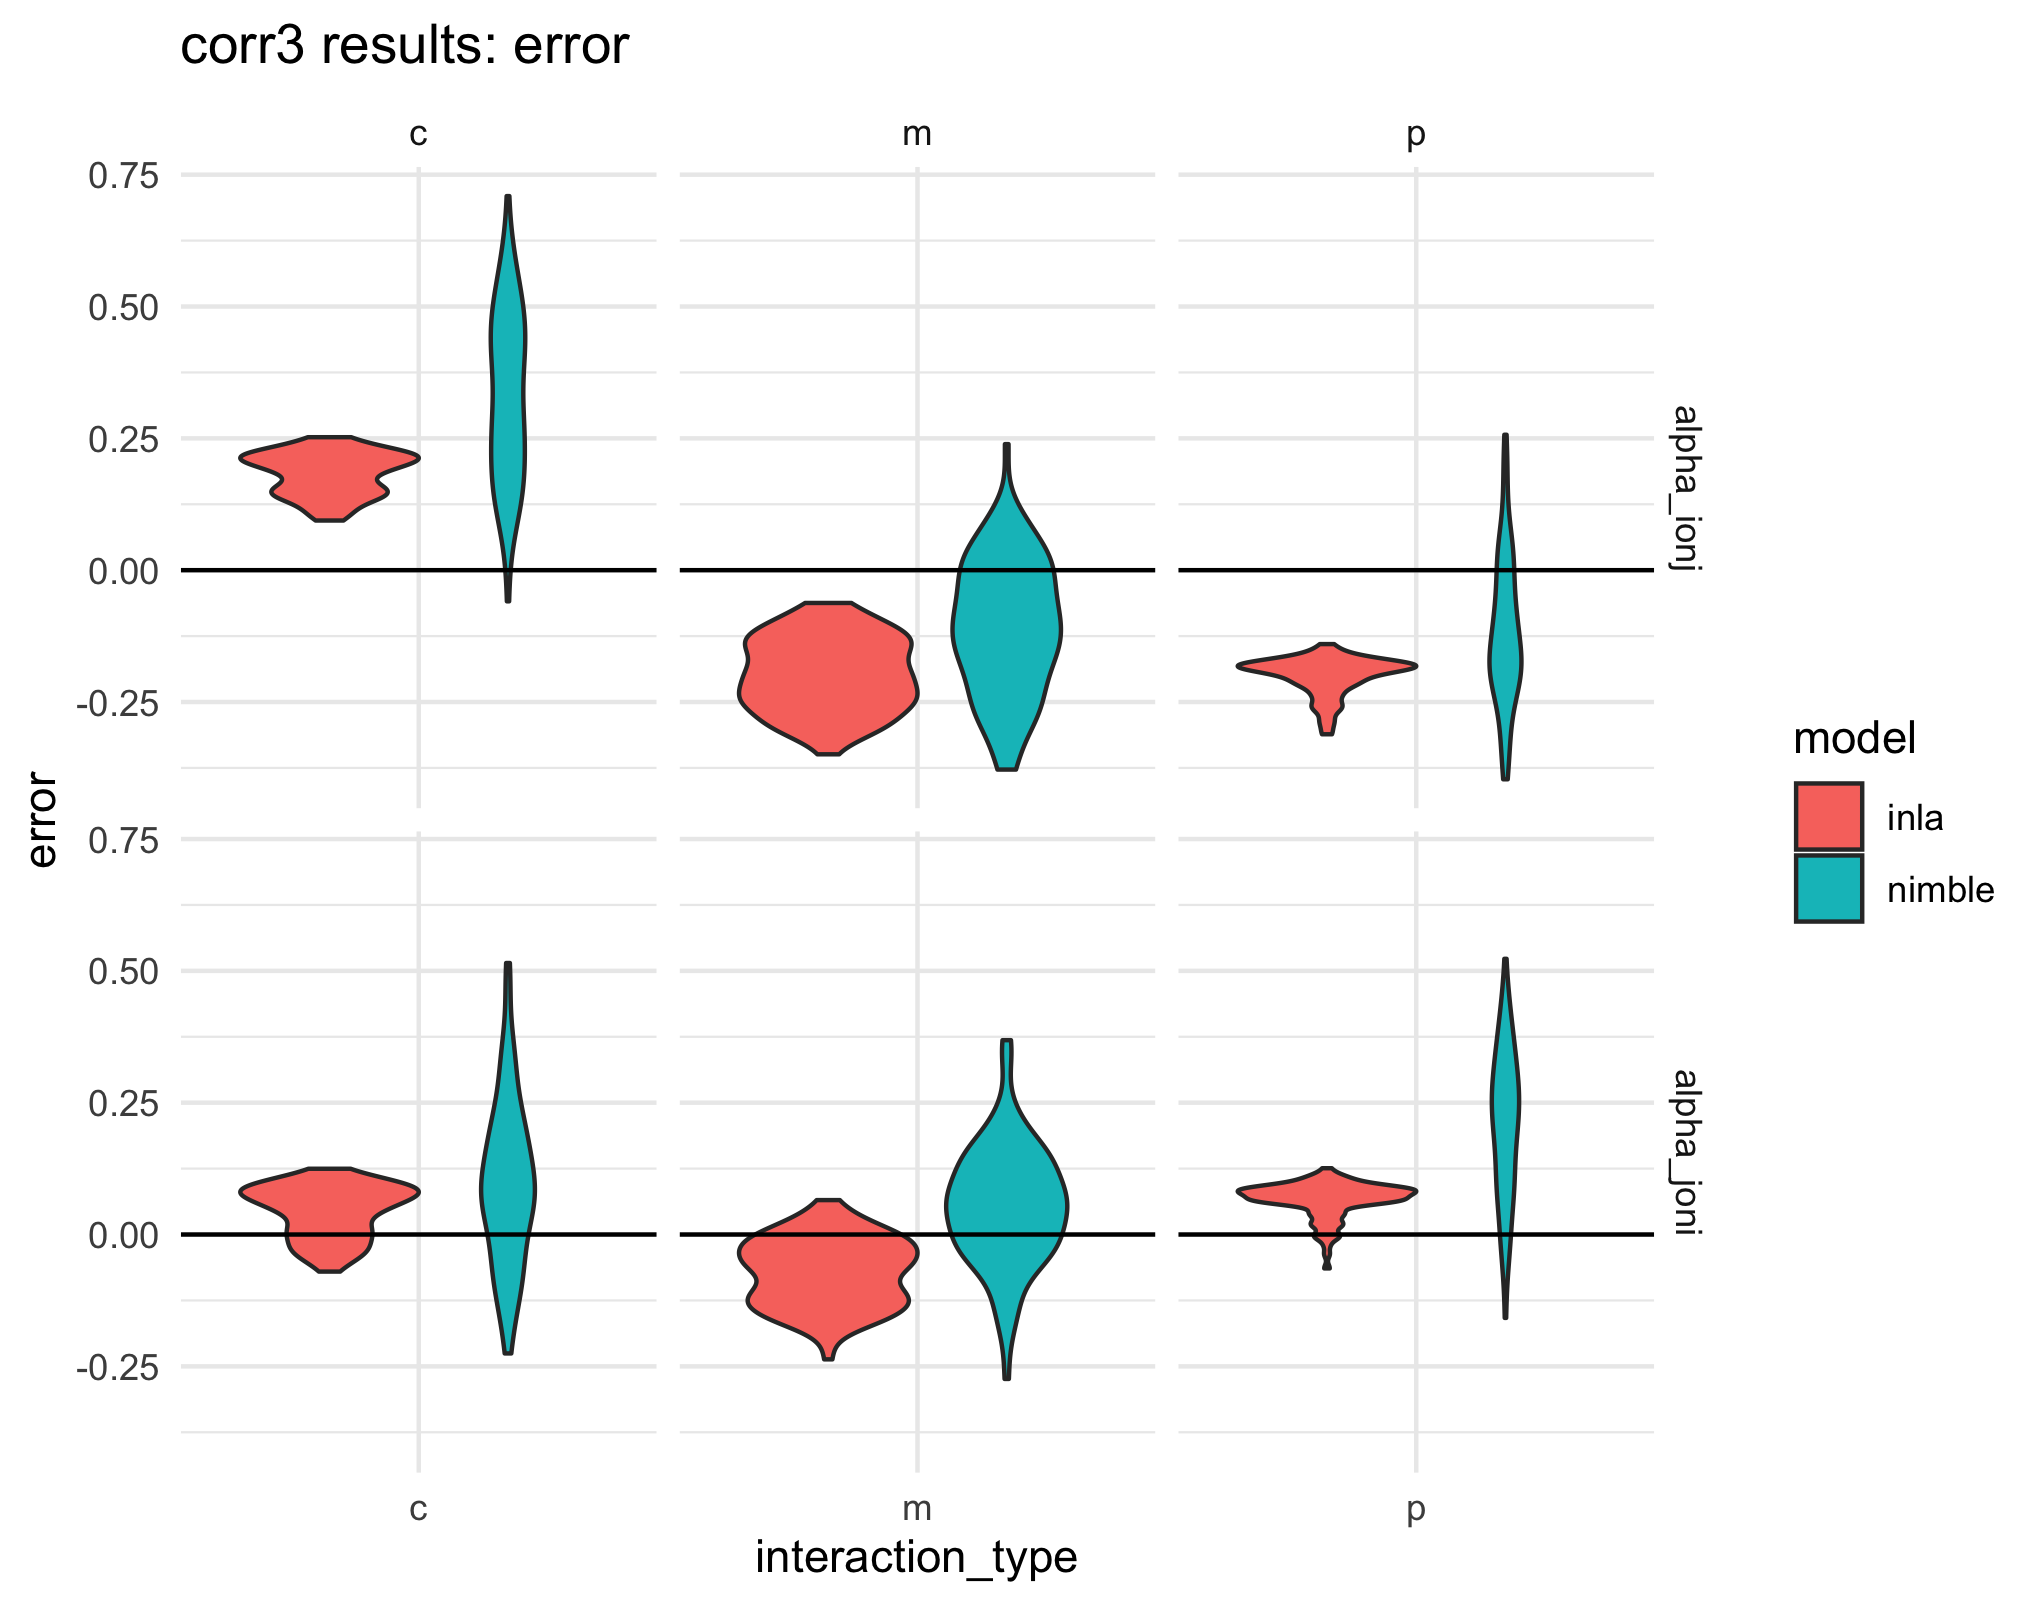 corr3 results: error
c m p
0.75
0.50
0.25
0.00
-0.25
alpha_ionj
error
0.75
0.50
0.25
0.00
-0.25
alpha_joni
c m p
interaction_type
model
inla
nimble